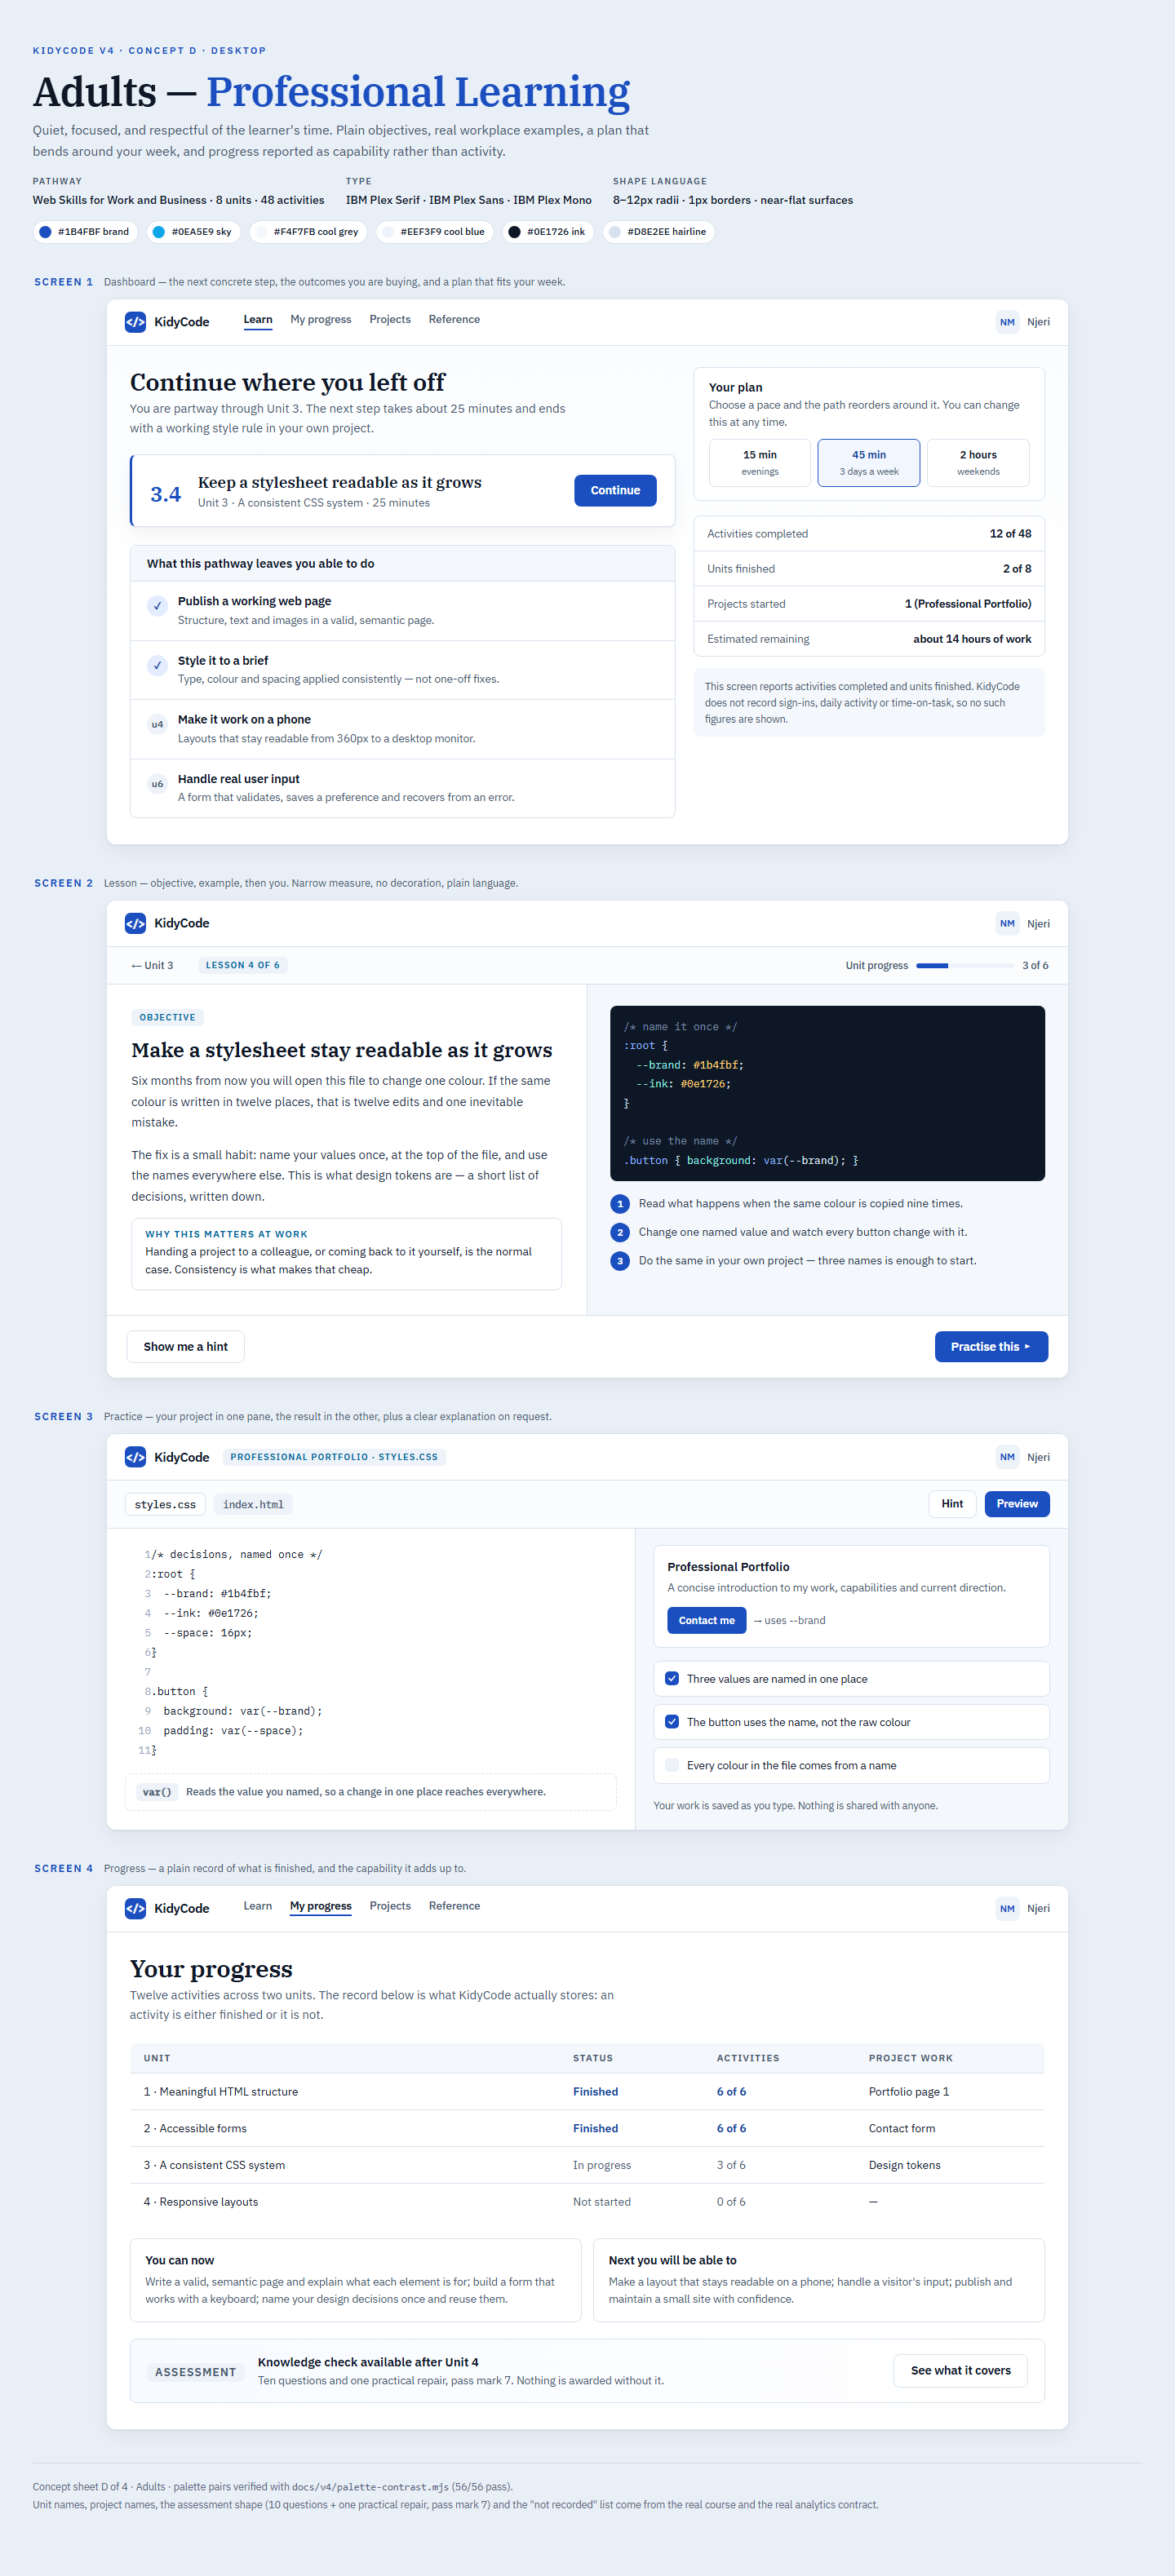 KIDYCODE V4 · CONCEPT D · DESKTOP
Adults — Professional Learning
Quiet, focused, and respectful of the learner's time. Plain objectives, real workplace examples, a plan that
bends around your week, and progress reported as capability rather than activity.
PATHWAY
Web Skills for Work and Business · 8 units · 48 activities
TYPE
IBM Plex Serif · IBM Plex Sans · IBM Plex Mono
SHAPE LANGUAGE
8–12px radii · 1px borders · near-flat surfaces
#1B4FBF brand
#0EA5E9 sky
#F4F7FB cool grey
#EEF3F9 cool blue
#0E1726 ink
#D8E2EE hairline
SCREEN 1 Dashboard — the next concrete step, the outcomes you are buying, and a plan that fits your week.
</> KidyCode Learn My progress Projects Reference NM Njeri
Continue where you left off
You are partway through Unit 3. The next step takes about 25 minutes and ends
with a working style rule in your own project.
3.4
Keep a stylesheet readable as it grows
Unit 3 · A consistent CSS system · 25 minutes
Continue
What this pathway leaves you able to do
✓ Publish a working web page
Structure, text and images in a valid, semantic page.
✓ Style it to a brief
Type, colour and spacing applied consistently — not one-off fixes.
u4 Make it work on a phone
Layouts that stay readable from 360px to a desktop monitor.
u6 Handle real user input
A form that validates, saves a preference and recovers from an error.
Your plan
Choose a pace and the path reorders around it. You can change
this at any time.
15 min
evenings
45 min
3 days a week
2 hours
weekends
Activities completed 12 of 48
Units finished 2 of 8
Projects started 1 (Professional Portfolio)
Estimated remaining about 14 hours of work
This screen reports activities completed and units finished. KidyCode
does not record sign-ins, daily activity or time-on-task, so no such
figures are shown.
SCREEN 2 Lesson — objective, example, then you. Narrow measure, no decoration, plain language.
</> KidyCode NM Njeri
← Unit 3 LESSON 4 OF 6 Unit progress 3 of 6
OBJECTIVE
Make a stylesheet stay readable as it grows
Six months from now you will open this file to change one colour. If the same
colour is written in twelve places, that is twelve edits and one inevitable
mistake.
The fix is a small habit: name your values once, at the top of the file, and use
the names everywhere else. This is what design tokens are — a short list of
decisions, written down.
WHY THIS MATTERS AT WORK
Handing a project to a colleague, or coming back to it yourself, is the normal
case. Consistency is what makes that cheap.
/* name it once */
:root {
--brand: #1b4fbf;
--ink: #0e1726;
}
/* use the name */
.button { background: var(--brand); }
1 Read what happens when the same colour is copied nine times.
2 Change one named value and watch every button change with it.
3 Do the same in your own project — three names is enough to start.
Show me a hint Practise this ▸
SCREEN 3 Practice — your project in one pane, the result in the other, plus a clear explanation on request.
</> KidyCode PROFESSIONAL PORTFOLIO · STYLES.CSS NM Njeri
styles.css index.html Hint Preview
1/* decisions, named once */
2:root {
3 --brand: #1b4fbf;
4 --ink: #0e1726;
5 --space: 16px;
6}
7
8.button {
9 background: var(--brand);
10 padding: var(--space);
11}
var() Reads the value you named, so a change in one place reaches everywhere.
Professional Portfolio
A concise introduction to my work, capabilities and current direction.
Contact me → uses --brand
Three values are named in one place
The button uses the name, not the raw colour
Every colour in the file comes from a name
Your work is saved as you type. Nothing is shared with anyone.
SCREEN 4 Progress — a plain record of what is finished, and the capability it adds up to.
</> KidyCode Learn My progress Projects Reference NM Njeri
Your progress
Twelve activities across two units. The record below is what KidyCode actually stores: an
activity is either finished or it is not.
UNIT STATUS ACTIVITIES PROJECT WORK
1 · Meaningful HTML structure Finished 6 of 6 Portfolio page 1
2 · Accessible forms Finished 6 of 6 Contact form
3 · A consistent CSS system In progress 3 of 6 Design tokens
4 · Responsive layouts Not started 0 of 6 —
You can now
Write a valid, semantic page and explain what each element is for; build a form that
works with a keyboard; name your design decisions once and reuse them.
Next you will be able to
Make a layout that stays readable on a phone; handle a visitor's input; publish and
maintain a small site with confidence.
ASSESSMENT
Knowledge check available after Unit 4
Ten questions and one practical repair, pass mark 7. Nothing is awarded without it.
See what it covers
Concept sheet D of 4 · Adults · palette pairs verified with docs/v4/palette-contrast.mjs (56/56 pass).
Unit names, project names, the assessment shape (10 questions + one practical repair, pass mark 7) and the "not recorded" list come from the real course and the real analytics contract.